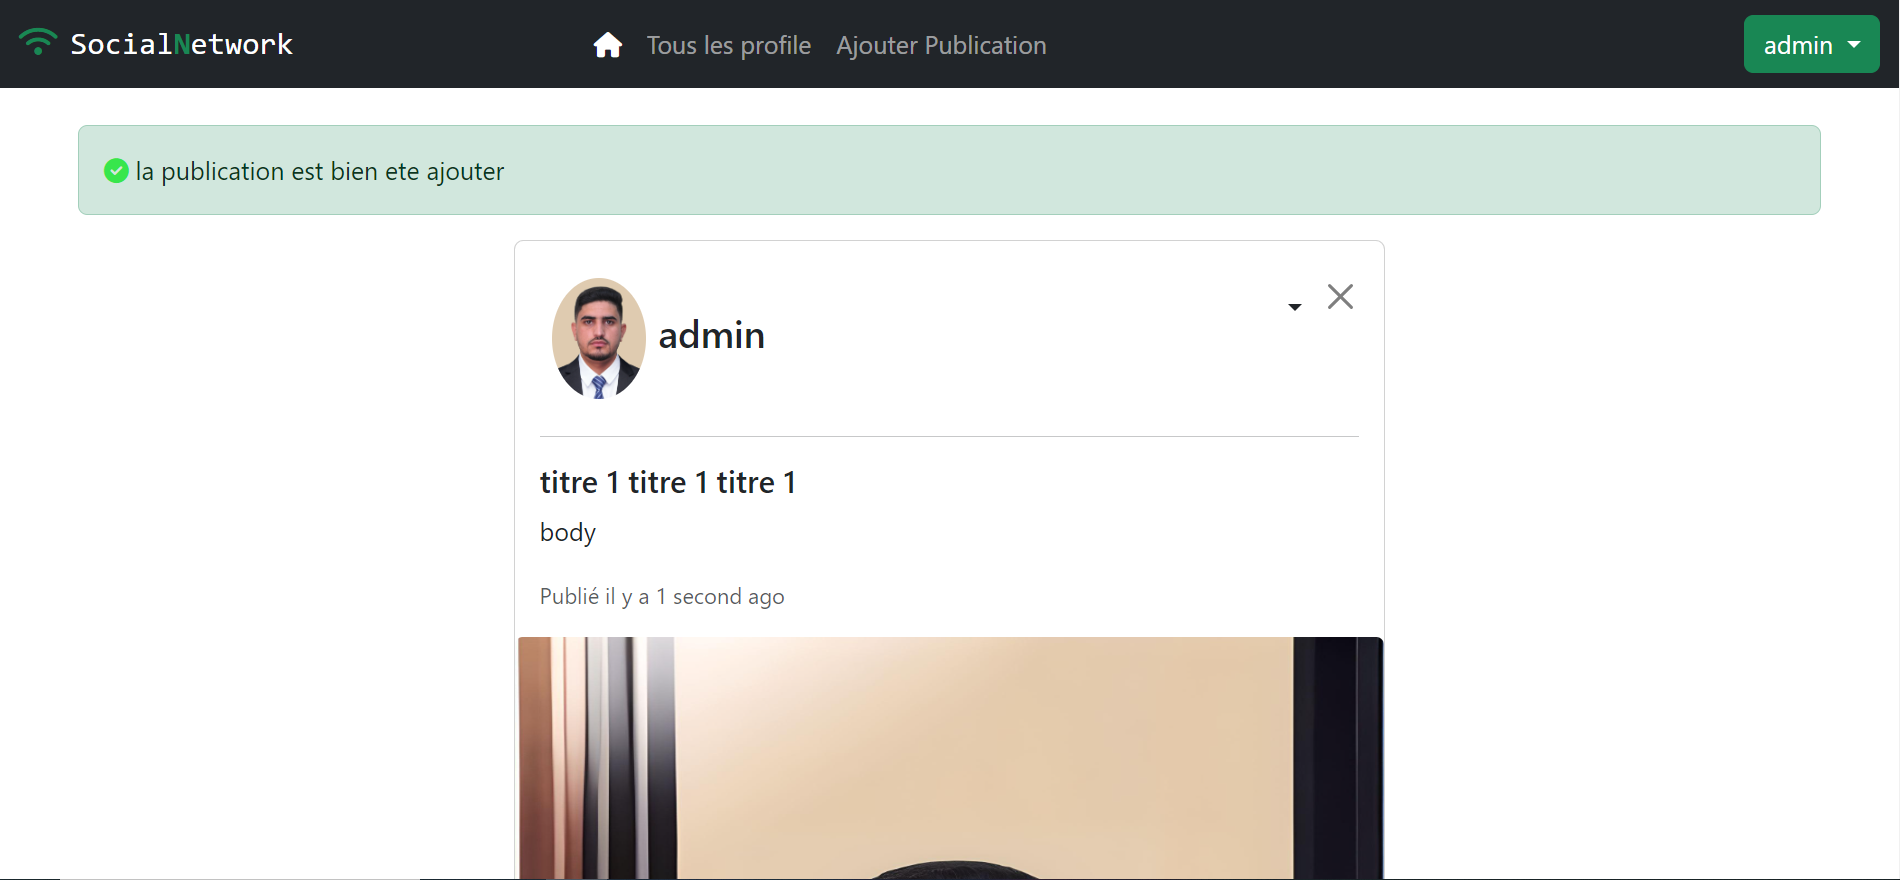 SocialNetwork
Tous les profile
Ajouter Publication
admin
la publication est bien ete ajouter
admin
titre 1 titre 1 titre 1
body
Publié il y a 1 second ago